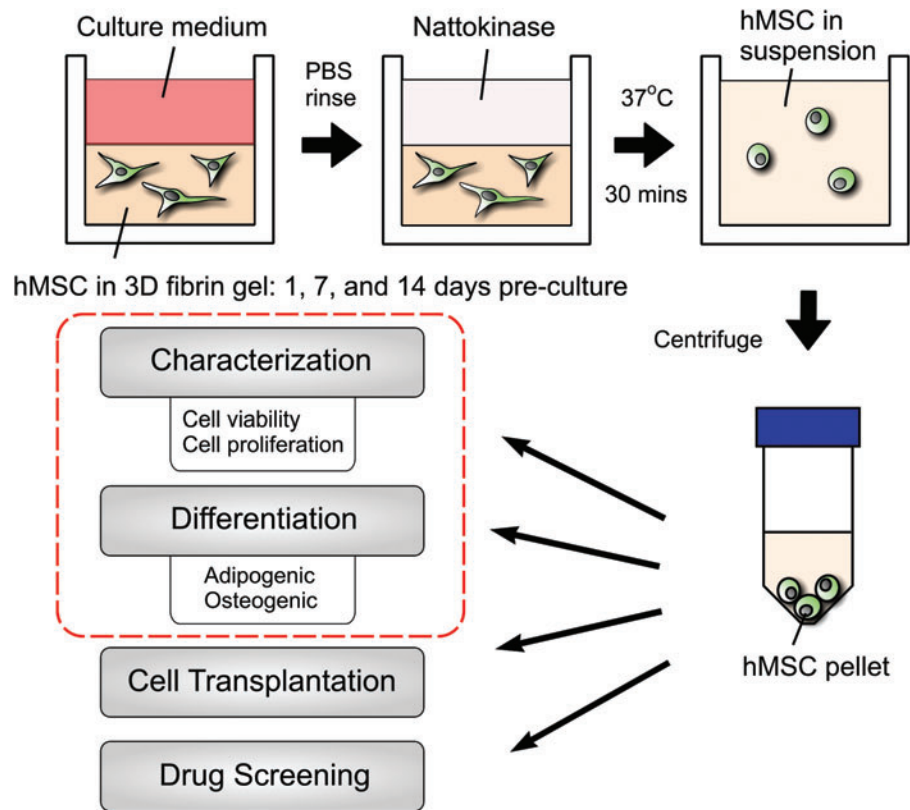 Culture medium
PBS
rinse
Nattokinase
37°C
30 mins
hMSC in
suspension
hMSC in 3D fibrin gel: 1, 7, and 14 days pre-culture
Centrifuge
Characterization
Cell viability
Cell proliferation
Differentiation
Adipogenic
Osteogenic
hMSC pellet
Cell Transplantation
Drug Screening